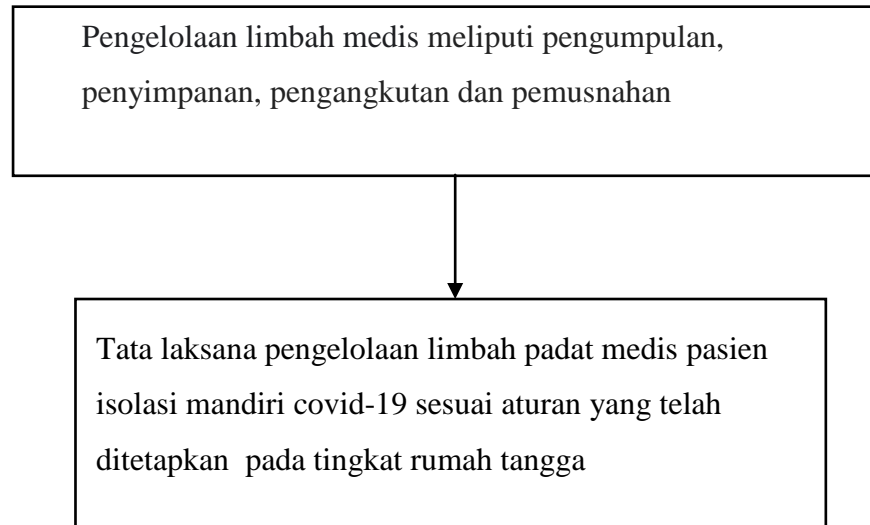 Pengelolaan limbah medis meliputi pengumpulan,
penyimpanan, pengangkutan dan pemusnahan
Tata laksana pengelolaan limbah padat medis pasien
isolasi mandiri covid-19 sesuai aturan yang telah
ditetapkan pada tingkat rumah tangga